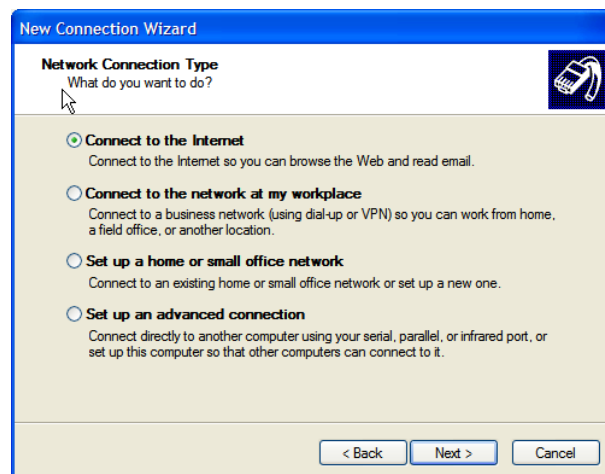 New Connection Wizard
Network Connection Type
What do you want to do?
Connect to the Internet
Connect to the Internet so you can browse the Web and read email.
Connect to the network at my workplace
Connect to a business network (using dial-up or VPN) so you can work from home,
a field office, or another location.
Set up a home or small office network
Connect to an existing home or small office network or set up a new one.
Set up an advanced connection
Connect directly to another computer using your serial, parallel, or infrared port, or
set up this computer so that other computers can connect to it.
< Back Next > Cancel